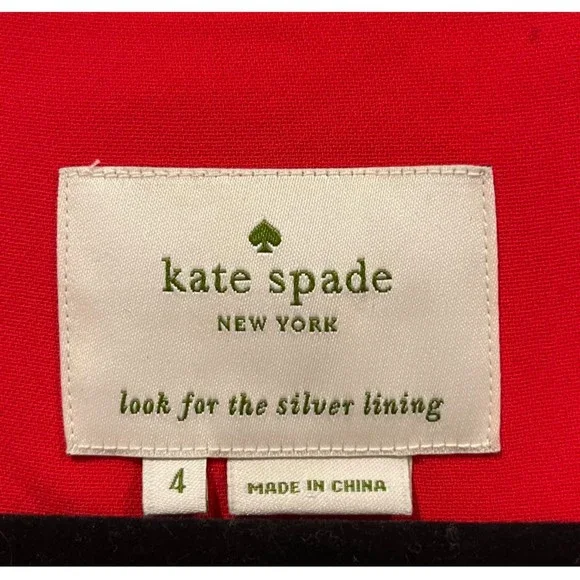 kate spade
NEW YORK
look for the silver lining
4
MADE IN CHINA